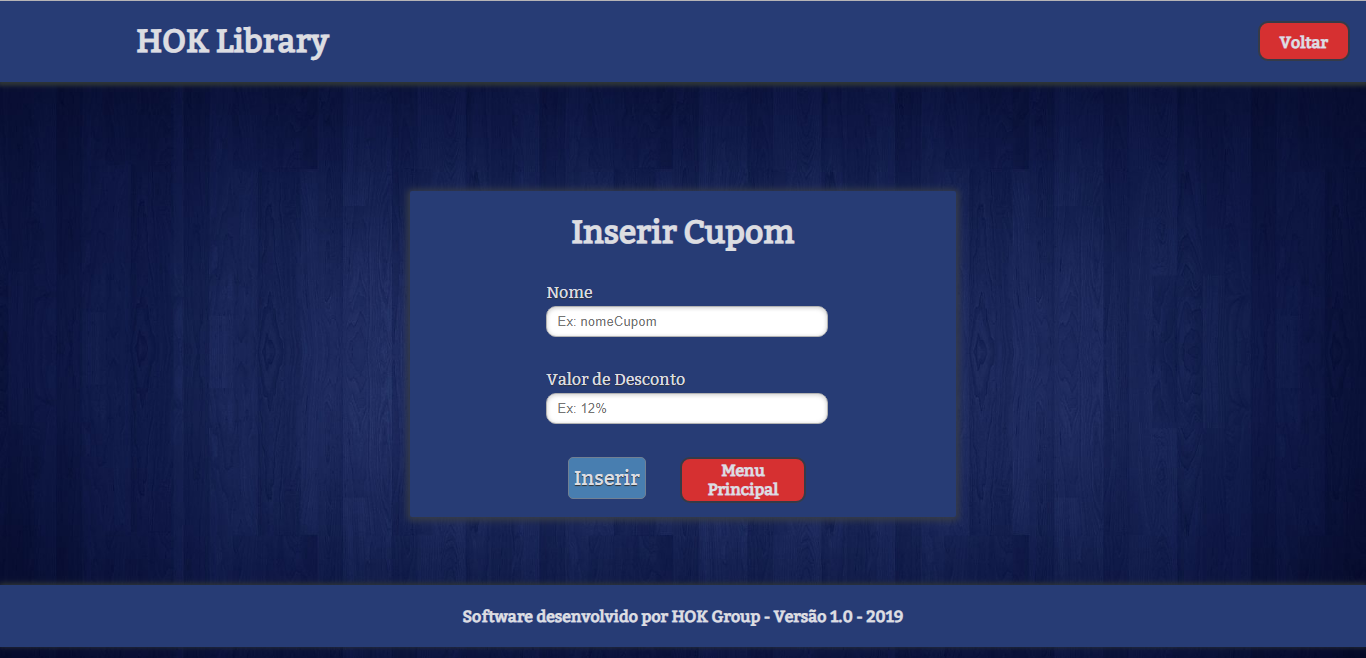 HOK Library
Voltar
Inserir Cupom
Nome
Ex: nomeCupom
Valor de Desconto
Ex: 12%
Inserir
Menu
Principal
Software desenvolvido por HOK Group - Versão 1.0 - 2019